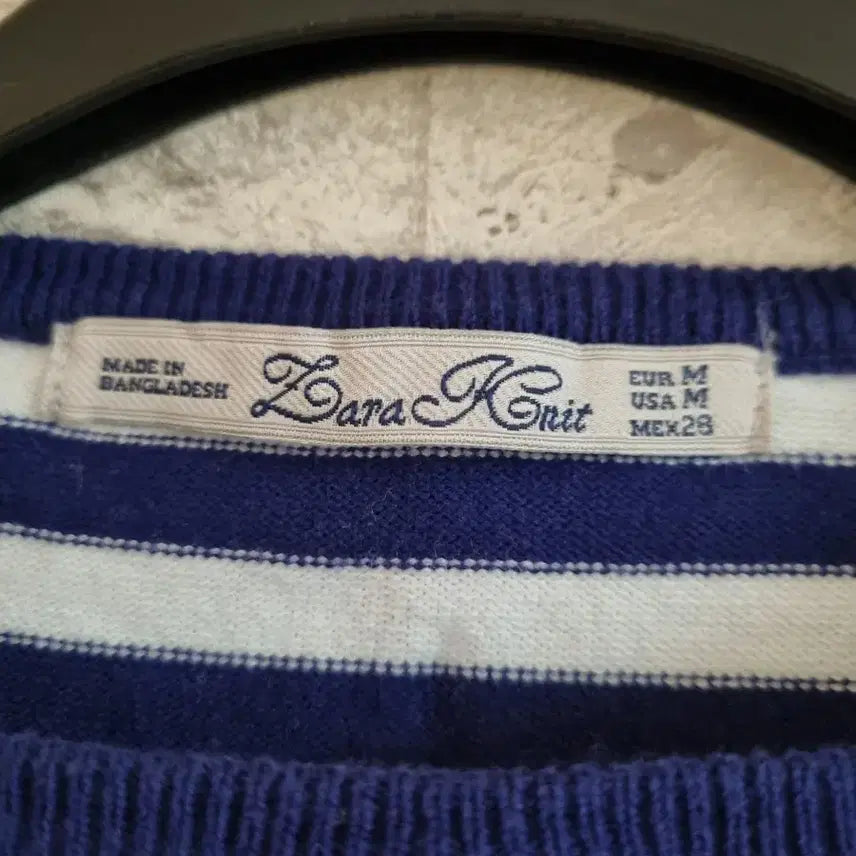 MADE IN
BANGLADESH
Zara Knit
EUR M
USA M
MEX 28